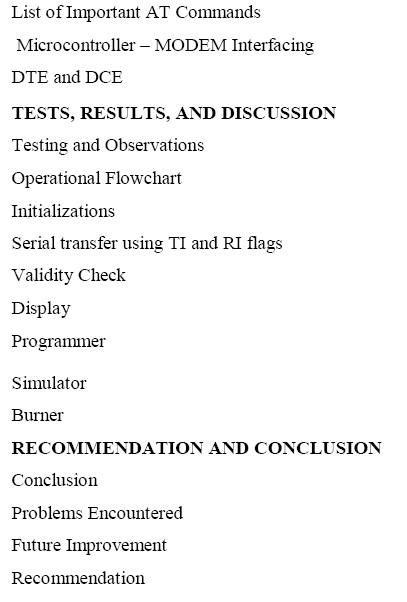 List of Important AT Commands
Microcontroller – MODEM Interfacing
DTE and DCE
TESTS, RESULTS, AND DISCUSSION
Testing and Observations
Operational Flowchart
Initializations
Serial transfer using TI and RI flags
Validity Check
Display
Programmer
Simulator
Burner
RECOMMENDATION AND CONCLUSION
Conclusion
Problems Encountered
Future Improvement
Recommendation